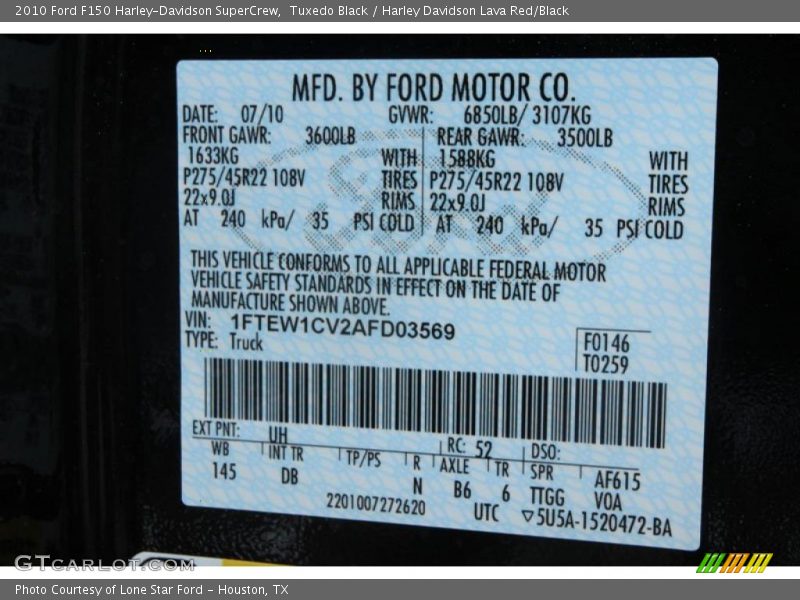 2010 Ford F150 Harley-Davidson SuperCrew, Tuxedo Black / Harley Davidson Lava Red/Black
MFD. BY FORD MOTOR CO.
DATE: 07/10 GVWR: 6850LB/ 3107KG
FRONT GAWR: 3600LB REAR GAWR: 3500LB
1633KG WITH 1588KG WITH
P275/45R22 108V TIRES P275/45R22 108V TIRES
22x9.0J RIMS 22x9.0J RIMS
AT 240 kPa/ 35 PSI COLD AT 240 kPa/ 35 PSI COLD
THIS VEHICLE CONFORMS TO ALL APPLICABLE FEDERAL MOTOR
VEHICLE SAFETY STANDARDS IN EFFECT ON THE DATE OF
MANUFACTURE SHOWN ABOVE.
VIN: 1FTEW1CV2AFD03569
TYPE: Truck
F0146
T0259
EXT PNT: UH RC: 52 DSO:
WB INT TR TP/PS R AXLE TR SPR AF615
145 DB N B6 6 TTGG VOA
2201007272620 UTC ▽5U5A-1520472-BA
GTCarLot.com
Photo Courtesy of Lone Star Ford - Houston, TX